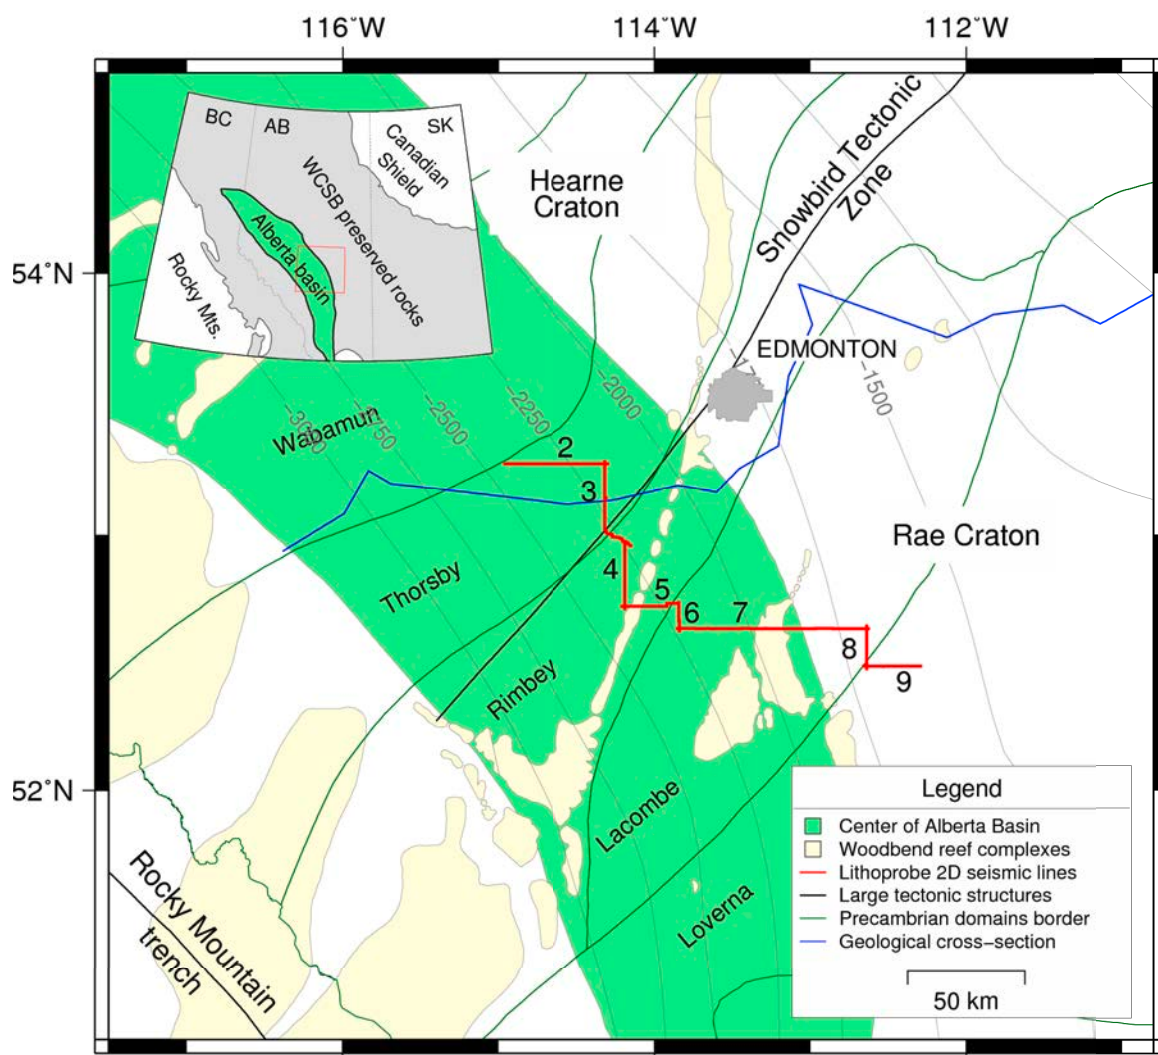 116°W
114°W
112°W
54°N
52°N
BC
AB
SK
Canadian
Shield
WCSB preserved rocks
Alberta basin
Rocky Mts.
Hearne
Craton
Snowbird Tectonic
Zone
EDMONTON
−1500
−2000
−2250
−2500
Wabamun
2
3
4
5
6
7
8
9
Rae Craton
Thorsby
Rimbey
Lacombe
Loverna
Rocky Mountain
trench
Legend
Center of Alberta Basin
Woodbend reef complexes
Lithoprobe 2D seismic lines
Large tectonic structures
Precambrian domains border
Geological cross−section
50 km